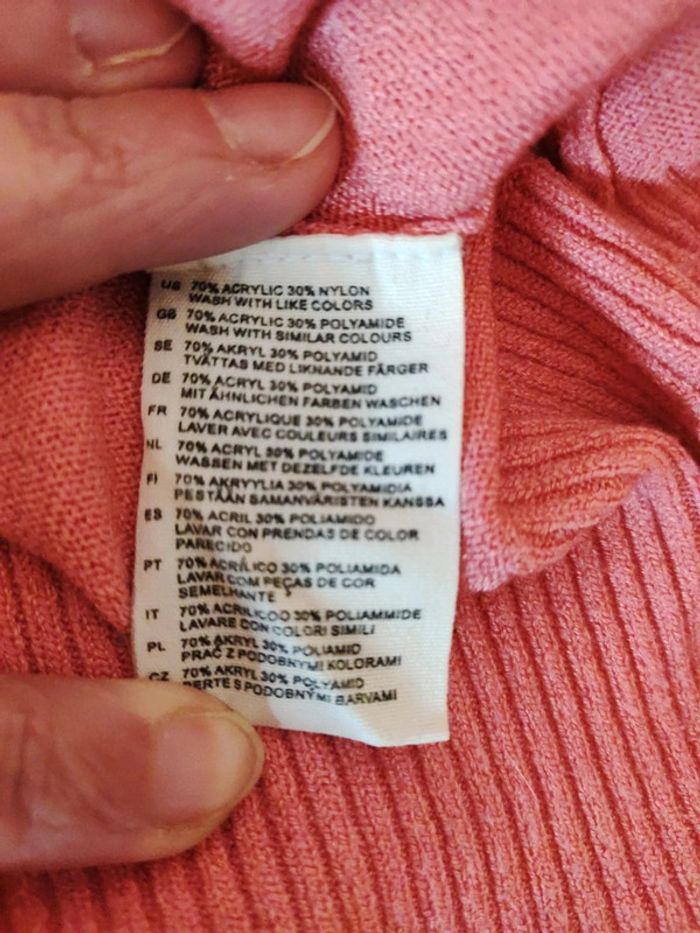 US 70% ACRYLIC 30% NYLON
WASH WITH LIKE COLORS
GB 70% ACRYLIC 30% POLYAMIDE
WASH WITH SIMILAR COLOURS
SE 70% AKRYL 30% POLYAMID
TVÄTTAS MED LIKNANDE FÄRGER
DE 70% ACRYL 30% POLYAMID
MIT ÄHNLICHEN FARBEN WASCHEN
FR 70% ACRYLIQUE 30% POLYAMIDE
LAVER AVEC COULEURS SIMILAIRES
NL 70% ACRYL 30% POLYAMIDE
WASSEN MET DEZELFDE KLEUREN
FI 70% AKRYYLIA 30% POLYAMIDIA
PESTÄÄN SAMANVÄRISTEN KANSSA
ES 70% ACRIL 30% POLIAMIDO
LAVAR CON PRENDAS DE COLOR
PARECIDO
PT 70% ACRÍLICO 30% POLIAMIDA
LAVAR COM PEÇAS DE COR
SEMELHANTE
IT 70% ACRILICOO 30% POLIAMMIDE
LAVARE CON COLORI SIMILI
PL 70% AKRYL 30% POLIAMID
PRAĆ Z PODOBNYMI KOLORAMI
CZ 70% AKRYL 30% POLYAMID
PERTE S PODOBNÝMI BARVAMI